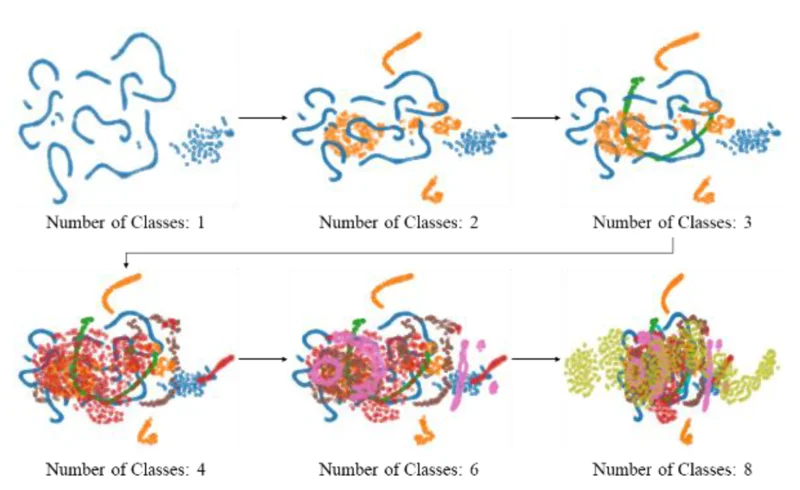 Number of Classes: 1
Number of Classes: 2
Number of Classes: 3
Number of Classes: 4
Number of Classes: 6
Number of Classes: 8